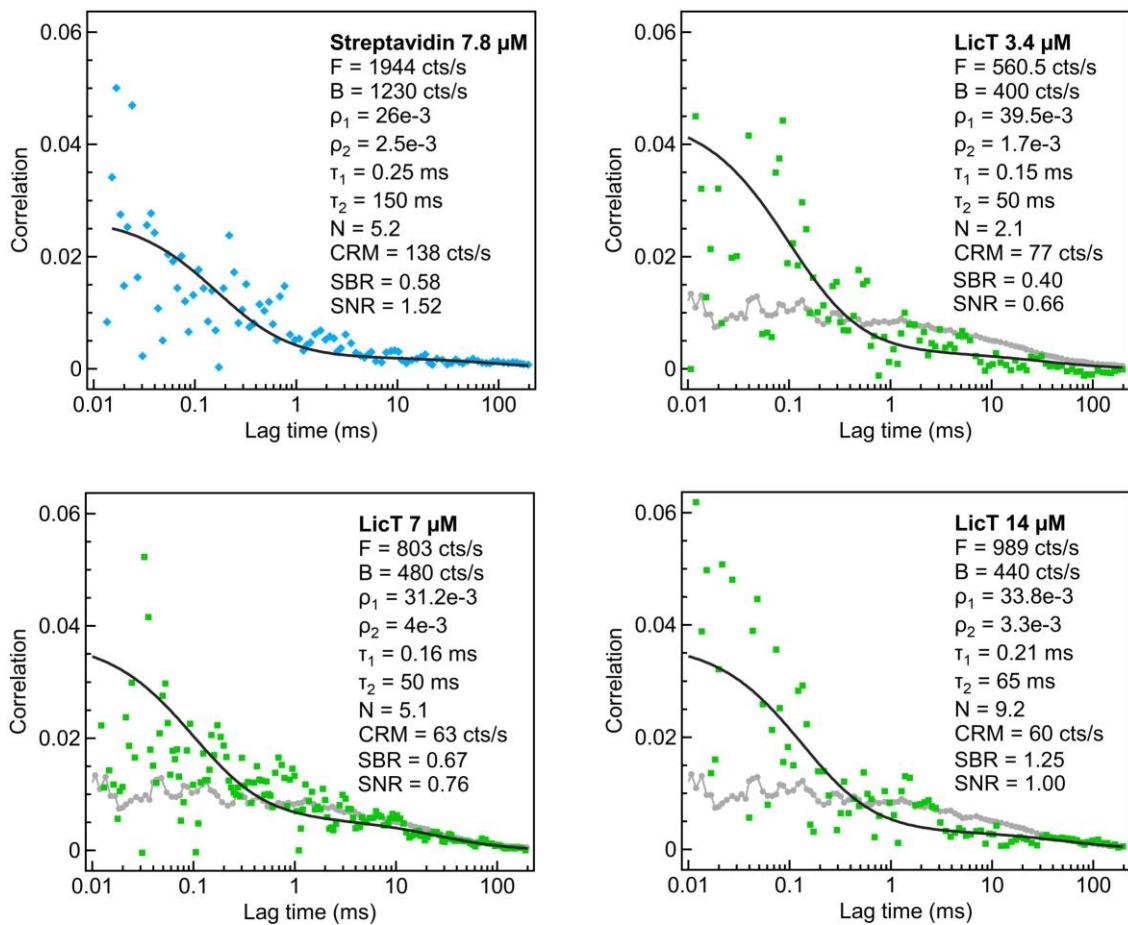 0.06
0.04
0.02
0
Correlation
0.01
0.1
1
10
100
Lag time (ms)
Streptavidin 7.8 µM
F = 1944 cts/s
B = 1230 cts/s
ρ1 = 26e-3
ρ2 = 2.5e-3
τ1 = 0.25 ms
τ2 = 150 ms
N = 5.2
CRM = 138 cts/s
SBR = 0.58
SNR = 1.52
0.06
0.04
0.02
0
Correlation
0.01
0.1
1
10
100
Lag time (ms)
LicT 3.4 µM
F = 560.5 cts/s
B = 400 cts/s
ρ1 = 39.5e-3
ρ2 = 1.7e-3
τ1 = 0.15 ms
τ2 = 50 ms
N = 2.1
CRM = 77 cts/s
SBR = 0.40
SNR = 0.66
0.06
0.04
0.02
0
Correlation
0.01
0.1
1
10
100
Lag time (ms)
LicT 7 µM
F = 803 cts/s
B = 480 cts/s
ρ1 = 31.2e-3
ρ2 = 4e-3
τ1 = 0.16 ms
τ2 = 50 ms
N = 5.1
CRM = 63 cts/s
SBR = 0.67
SNR = 0.76
0.06
0.04
0.02
0
Correlation
0.01
0.1
1
10
100
Lag time (ms)
LicT 14 µM
F = 989 cts/s
B = 440 cts/s
ρ1 = 33.8e-3
ρ2 = 3.3e-3
τ1 = 0.21 ms
τ2 = 65 ms
N = 9.2
CRM = 60 cts/s
SBR = 1.25
SNR = 1.00